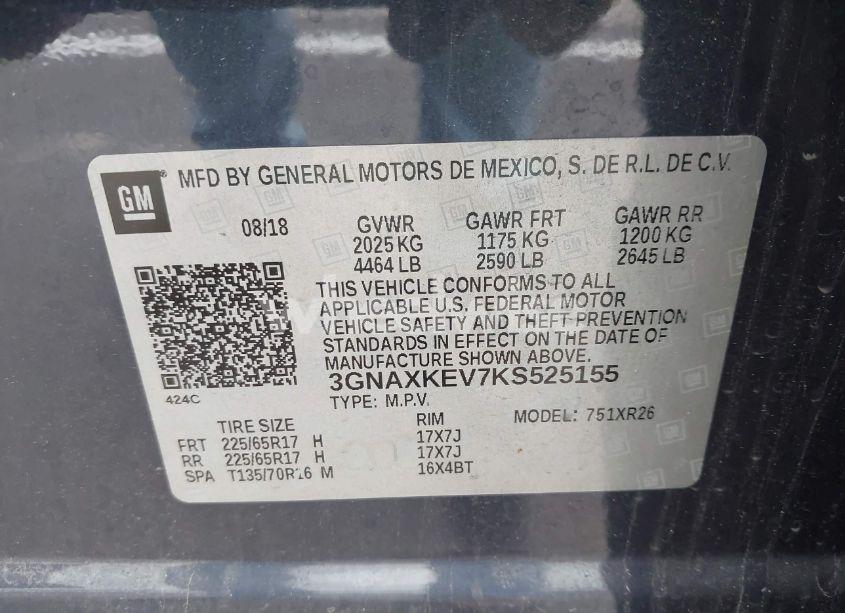 GM
MFD BY GENERAL MOTORS DE MEXICO, S. DE R.L. DE C.V.
08/18 GVWR GAWR FRT GAWR RR
2025 KG 1175 KG 1200 KG
4464 LB 2590 LB 2645 LB
THIS VEHICLE CONFORMS TO ALL
APPLICABLE U.S. FEDERAL MOTOR
VEHICLE SAFETY AND THEFT PREVENTION
STANDARDS IN EFFECT ON THE DATE OF
MANUFACTURE SHOWN ABOVE.
3GNAXKEV7KS525155
424C
TYPE: M.P.V.
TIRE SIZE RIM MODEL: 751XR26
FRT 225/65R17 H 17X7J
RR 225/65R17 H 17X7J
SPA T135/70R16 M 16X4BT